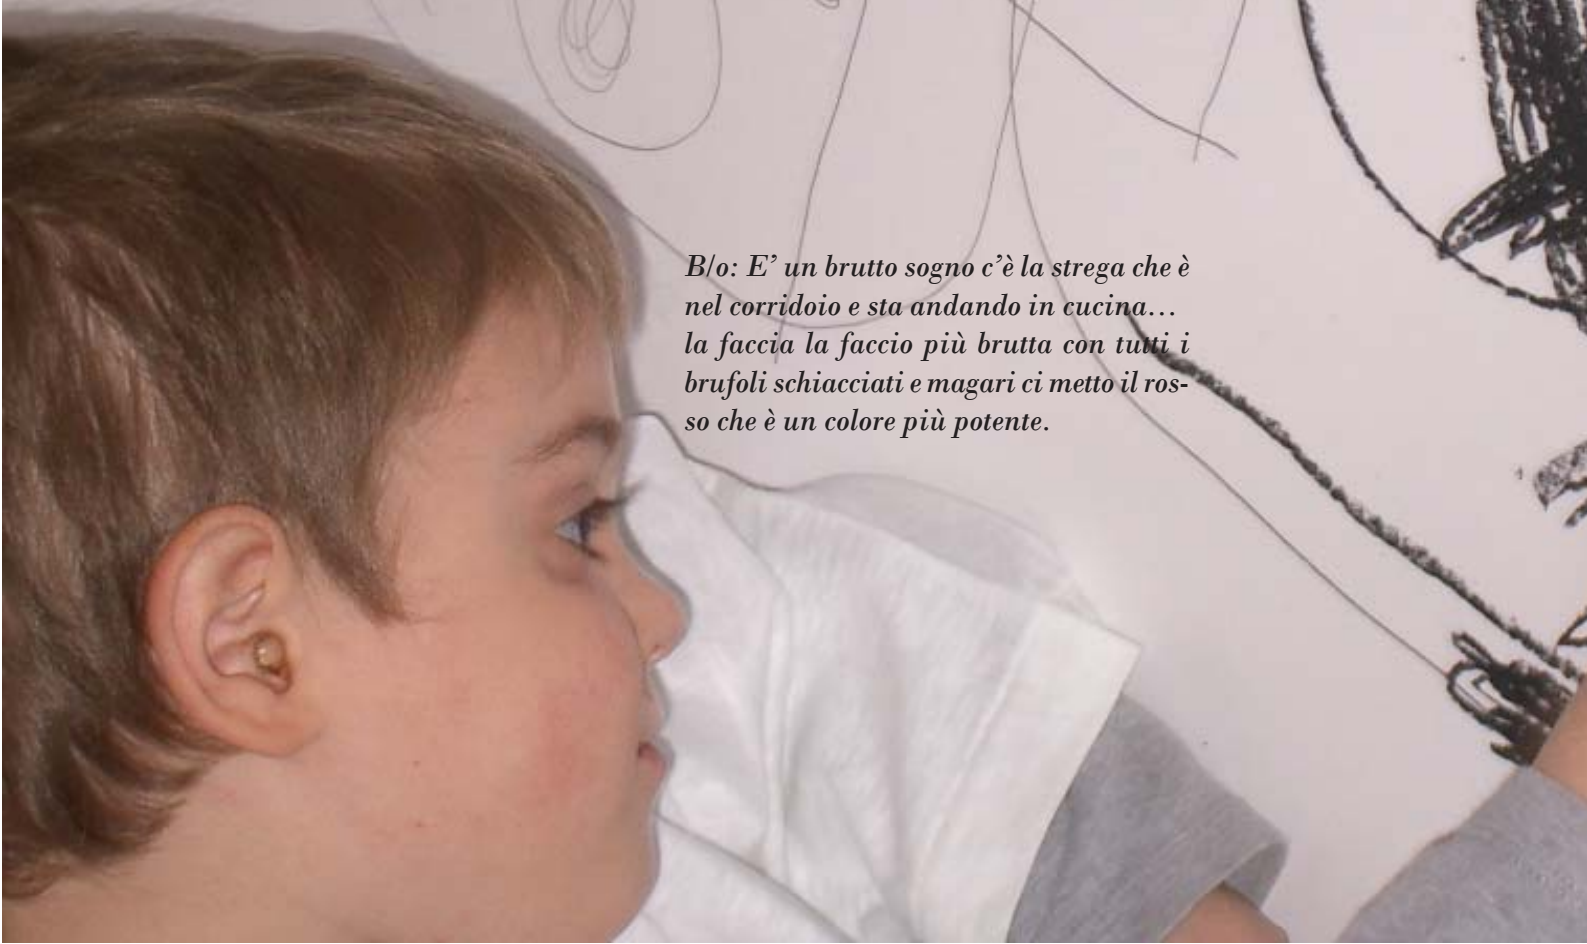 B/o: E’ un brutto sogno c’è la strega che è
nel corridoio e sta andando in cucina…
la faccia la faccio più brutta con tutti i
brufoli schiacciati e magari ci metto il ros-
so che è un colore più potente.